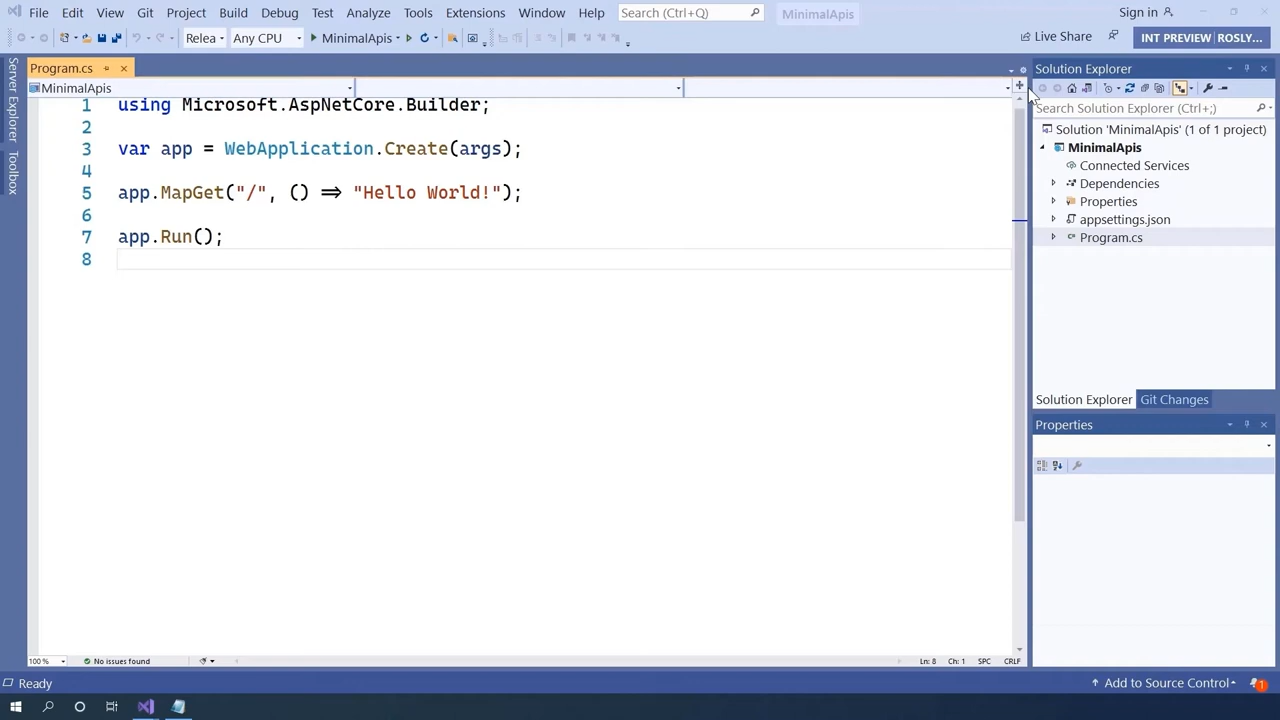 File Edit View Git Project Build Debug Test Analyze Tools Extensions Window Help Search (Ctrl+Q) MinimalApis Sign in
Relea Any CPU MinimalApis Live Share INT PREVIEW | ROSLY...
Server Explorer
Toolbox
Program.cs
MinimalApis
1 using Microsoft.AspNetCore.Builder;
2
3 var app = WebApplication.Create(args);
4
5 app.MapGet("/", () => "Hello World!");
6
7 app.Run();
8
100 % No issues found Ln: 8 Ch: 1 SPC CRLF
Solution Explorer
Search Solution Explorer (Ctrl+;)
Solution 'MinimalApis' (1 of 1 project)
MinimalApis
Connected Services
Dependencies
Properties
appsettings.json
C# Program.cs
Solution Explorer Git Changes
Properties
Ready Add to Source Control 1